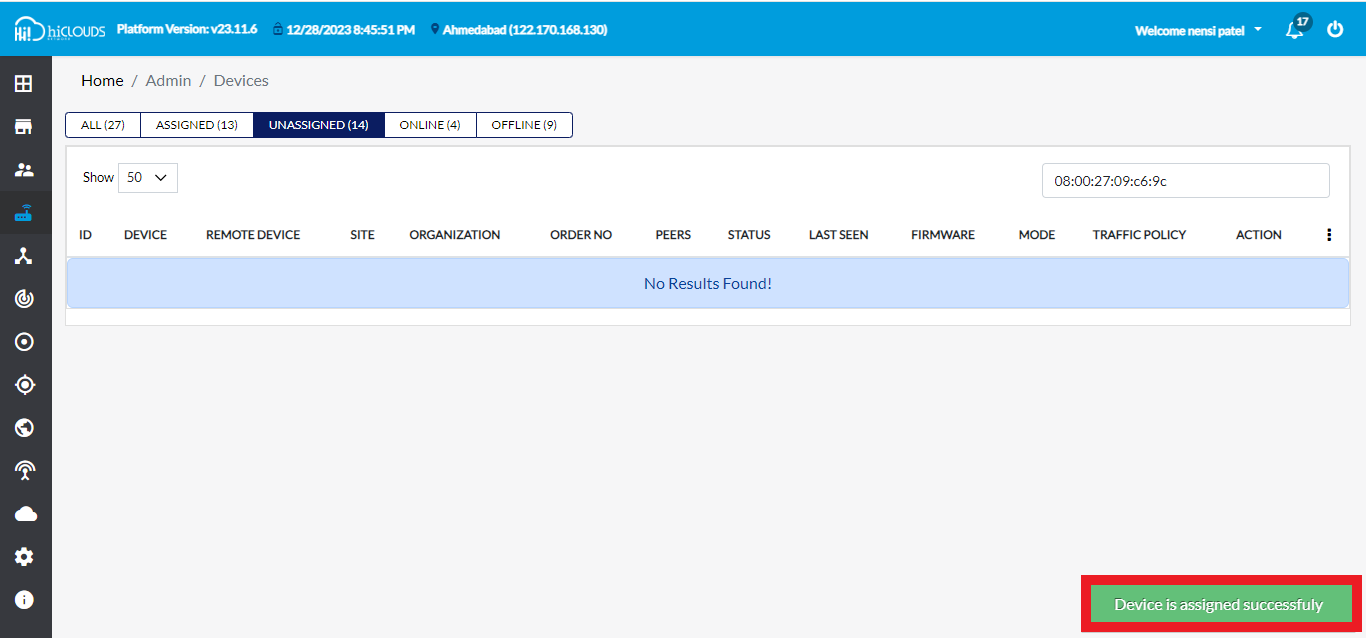 Hi! hiCLOUDS NETWORK Platform Version: v23.11.6 12/28/2023 8:45:51 PM Ahmedabad (122.170.168.130) Welcome nensi patel 17
Home / Admin / Devices
ALL (27) ASSIGNED (13) UNASSIGNED (14) ONLINE (4) OFFLINE (9)
Show 50 08:00:27:09:c6:9c
ID DEVICE REMOTE DEVICE SITE ORGANIZATION ORDER NO PEERS STATUS LAST SEEN FIRMWARE MODE TRAFFIC POLICY ACTION
No Results Found!
Device is assigned successfuly